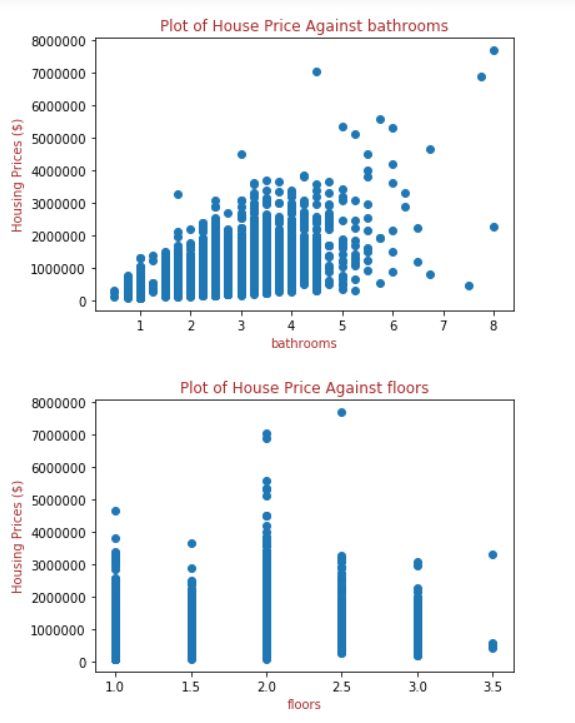 Plot of House Price Against bathrooms
8000000
7000000
6000000
5000000
4000000
3000000
2000000
1000000
0
Housing Prices ($)
1 2 3 4 5 6 7 8
bathrooms
Plot of House Price Against floors
8000000
7000000
6000000
5000000
4000000
3000000
2000000
1000000
0
Housing Prices ($)
1.0 1.5 2.0 2.5 3.0 3.5
floors